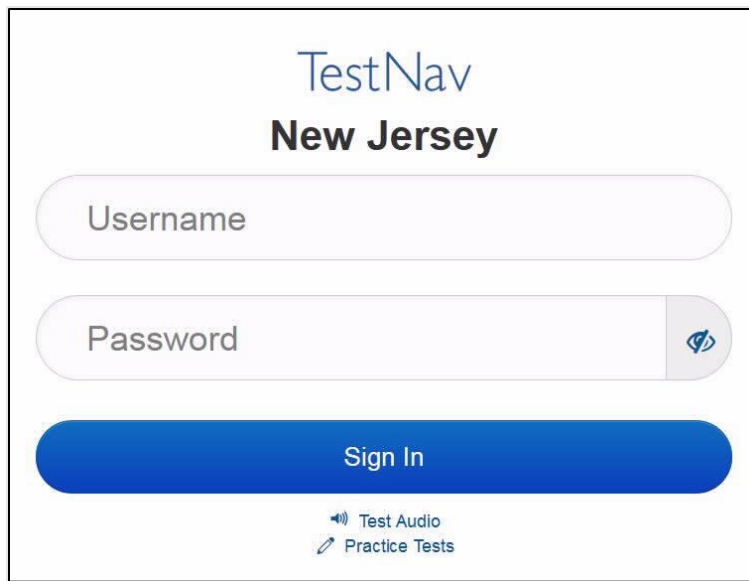 TestNav
New Jersey
Username
Password
Sign In
Test Audio
Practice Tests